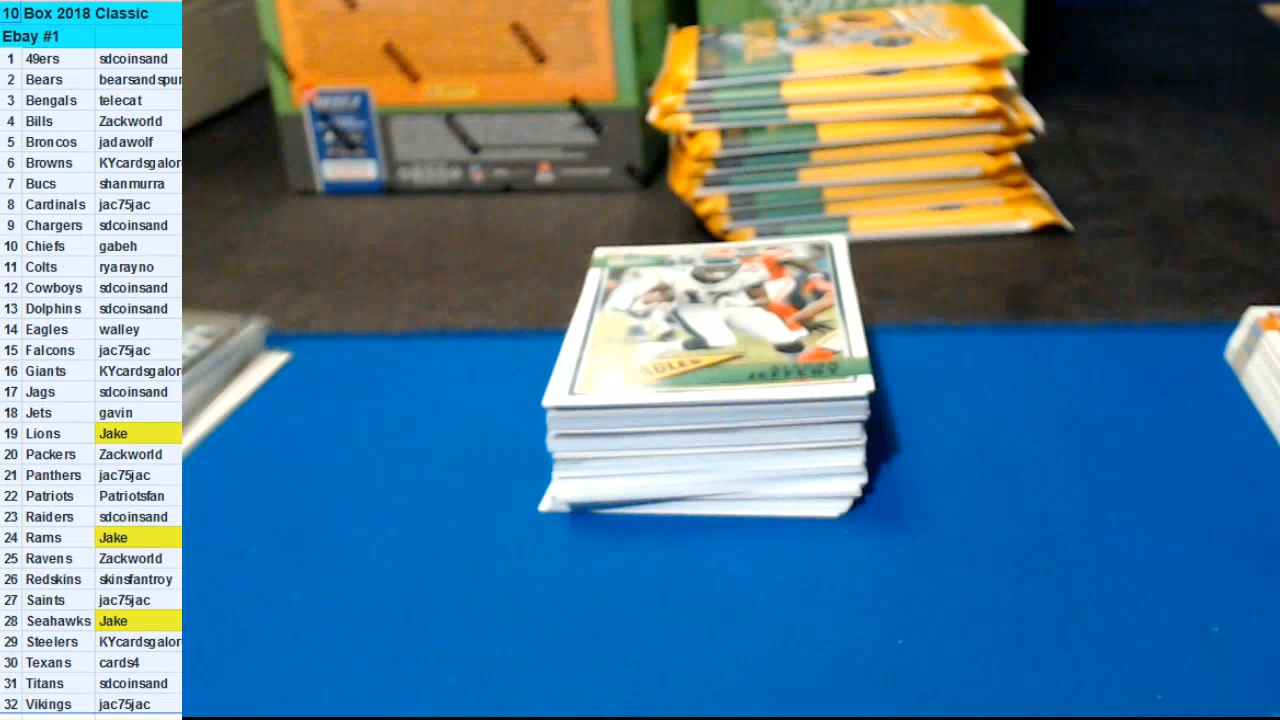 10 Box 2018 Classic
Ebay #1
1 49ers sdcoinsand
2 Bears bearsandspur
3 Bengals telecat
4 Bills Zackworld
5 Broncos jadawolf
6 Browns KYcardsgalor
7 Bucs shanmurra
8 Cardinals jac75jac
9 Chargers sdcoinsand
10 Chiefs gabeh
11 Colts ryarayno
12 Cowboys sdcoinsand
13 Dolphins sdcoinsand
14 Eagles walley
15 Falcons jac75jac
16 Giants KYcardsgalor
17 Jags sdcoinsand
18 Jets gavin
19 Lions Jake
20 Packers Zackworld
21 Panthers jac75jac
22 Patriots Patriotsfan
23 Raiders sdcoinsand
24 Rams Jake
25 Ravens Zackworld
26 Redskins skinsfantroy
27 Saints jac75jac
28 Seahawks Jake
29 Steelers KYcardsgalor
30 Texans cards4
31 Titans sdcoinsand
32 Vikings jac75jac